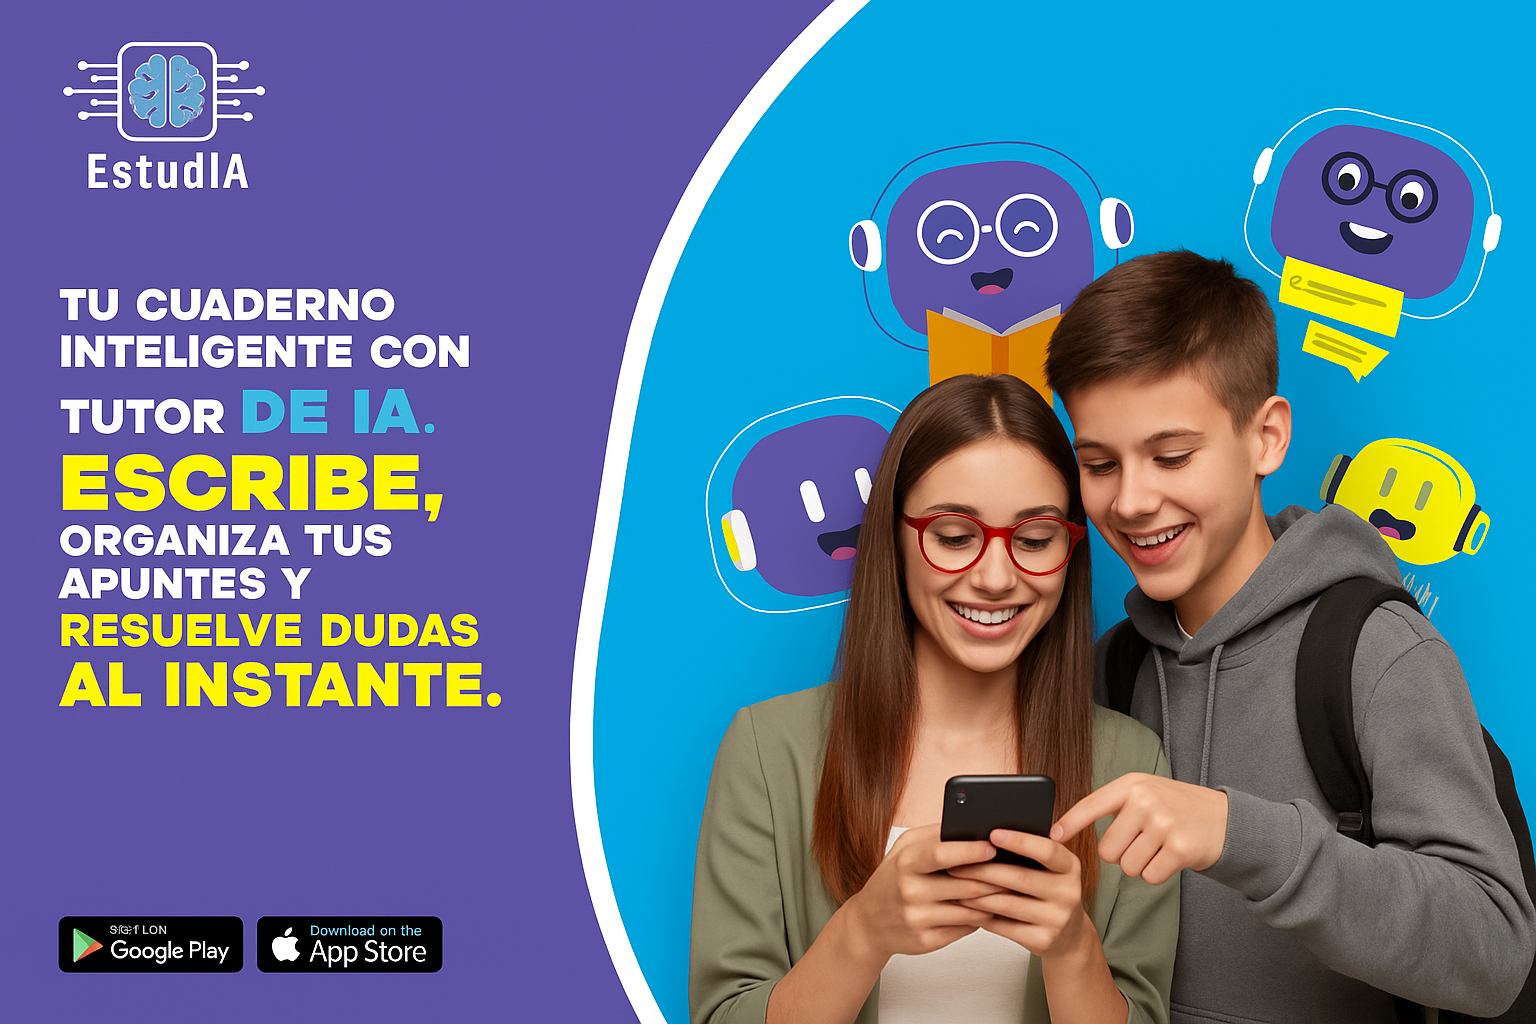 EstudIA
TU CUADERNO
INTELIGENTE CON
TUTOR DE IA.
ESCRIBE,
ORGANIZA TUS
APUNTES Y
RESUELVE DUDAS
AL INSTANTE.
Google Play
Download on the
App Store